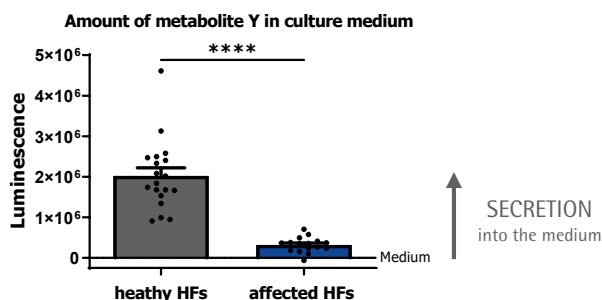 Amount of metabolite Y in culture medium
****
5×10⁶
4×10⁶
3×10⁶
2×10⁶
1×10⁶
0
Luminescence
Medium
SECRETION
into the medium
heathy HFs
affected HFs